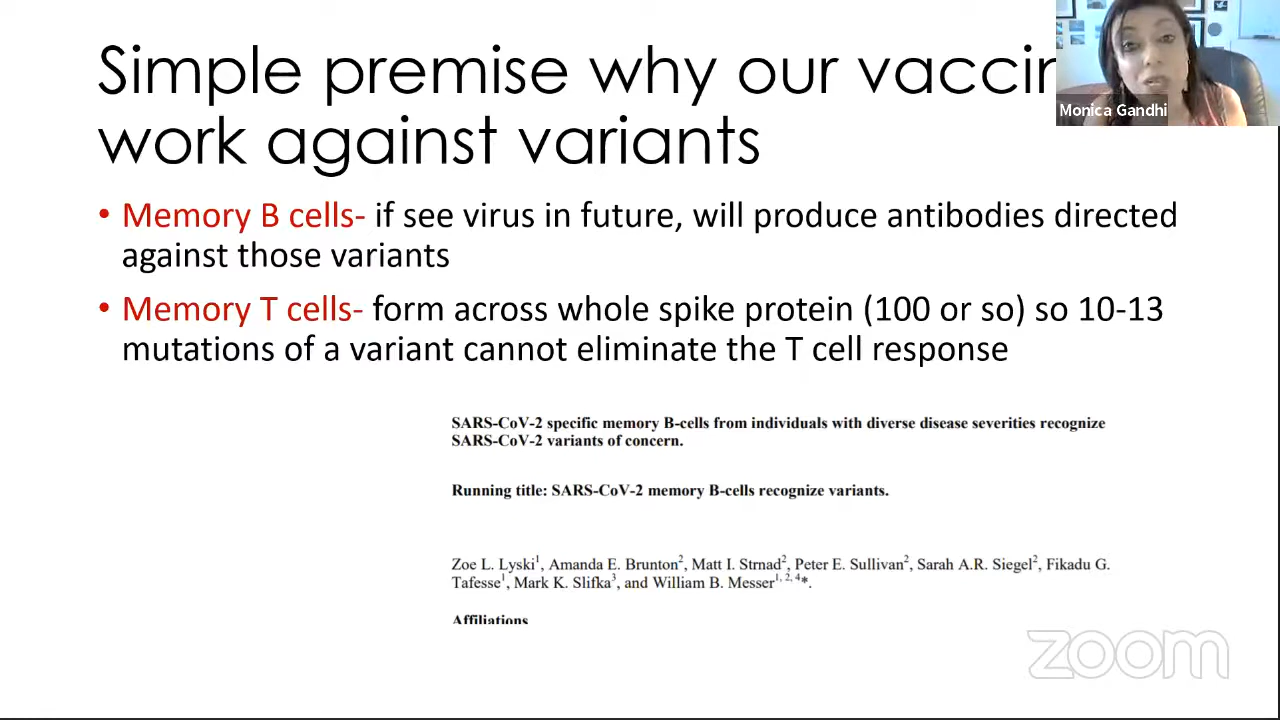 Simple premise why our vaccin
work against variants
Monica Gandhi
• Memory B cells- if see virus in future, will produce antibodies directed
against those variants
• Memory T cells- form across whole spike protein (100 or so) so 10-13
mutations of a variant cannot eliminate the T cell response
SARS-CoV-2 specific memory B-cells from individuals with diverse disease severities recognize
SARS-CoV-2 variants of concern.
Running title: SARS-CoV-2 memory B-cells recognize variants.
Zoe L. Lyski¹, Amanda E. Brunton², Matt I. Strnad², Peter E. Sullivan², Sarah A.R. Siegel², Fikadu G.
Tafesse¹, Mark K. Slifka³, and William B. Messer¹, ², ⁴*.
Affiliations
zoom